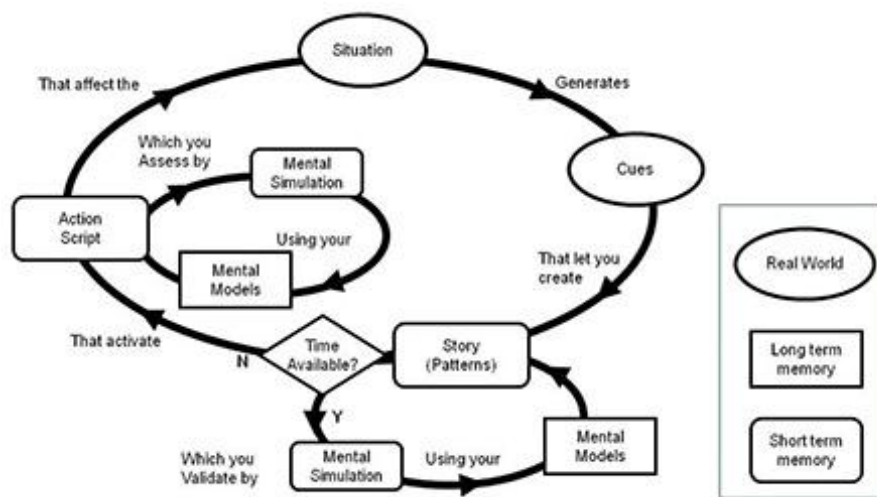 Situation
That affect the
Generates
Which you
Assess by
Mental
Simulation
Cues
Action
Script
Using your
Mental
Models
That let you
create
Real World
That activate
N
Time
Available?
Story
(Patterns)
Long term
memory
Y
Which you
Validate by
Mental
Simulation
Using your
Mental
Models
Short term
memory